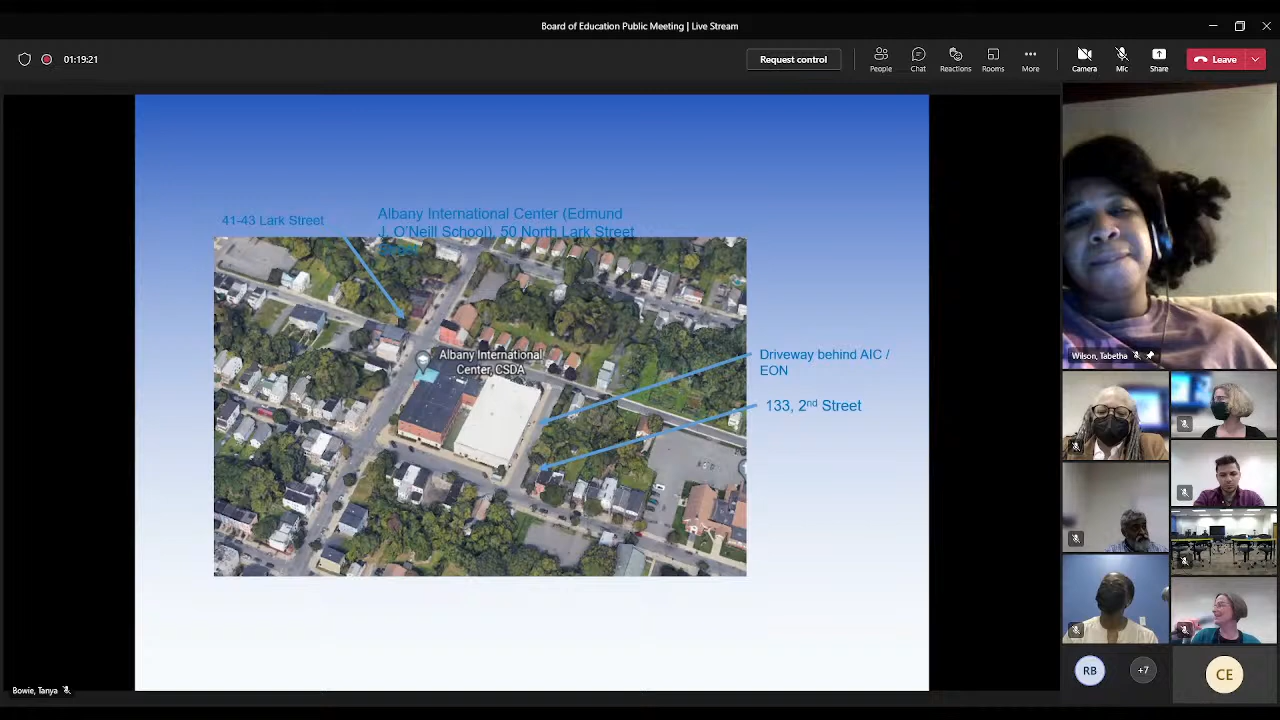 Board of Education Public Meeting | Live Stream
01:19:21
Request control
People
Chat
Reactions
Rooms
More
Camera
Mic
Share
Leave
41-43 Lark Street
Albany International Center (Edmund
J. O'Neill School), 50 North Lark Street
Albany International
Center, CSDA
Driveway behind AIC /
EON
133, 2nd Street
Wilson, Tabetha
RB
+7
CE
Bowie, Tanya